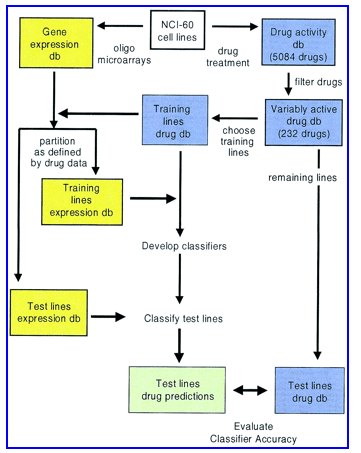 Gene
expression
db
NCI-60
cell lines
Drug activity
db
(5084 drugs)
oligo
microarrays
drug
treatment
filter drugs
Training
lines
drug db
Variably active
drug db
(232 drugs)
choose
training
lines
partition
as defined
by drug data
remaining lines
Training
lines
expression db
Develop classifiers
Test lines
expression db
Classify test lines
Test lines
drug predictions
Test lines
drug db
Evaluate
Classifier Accuracy